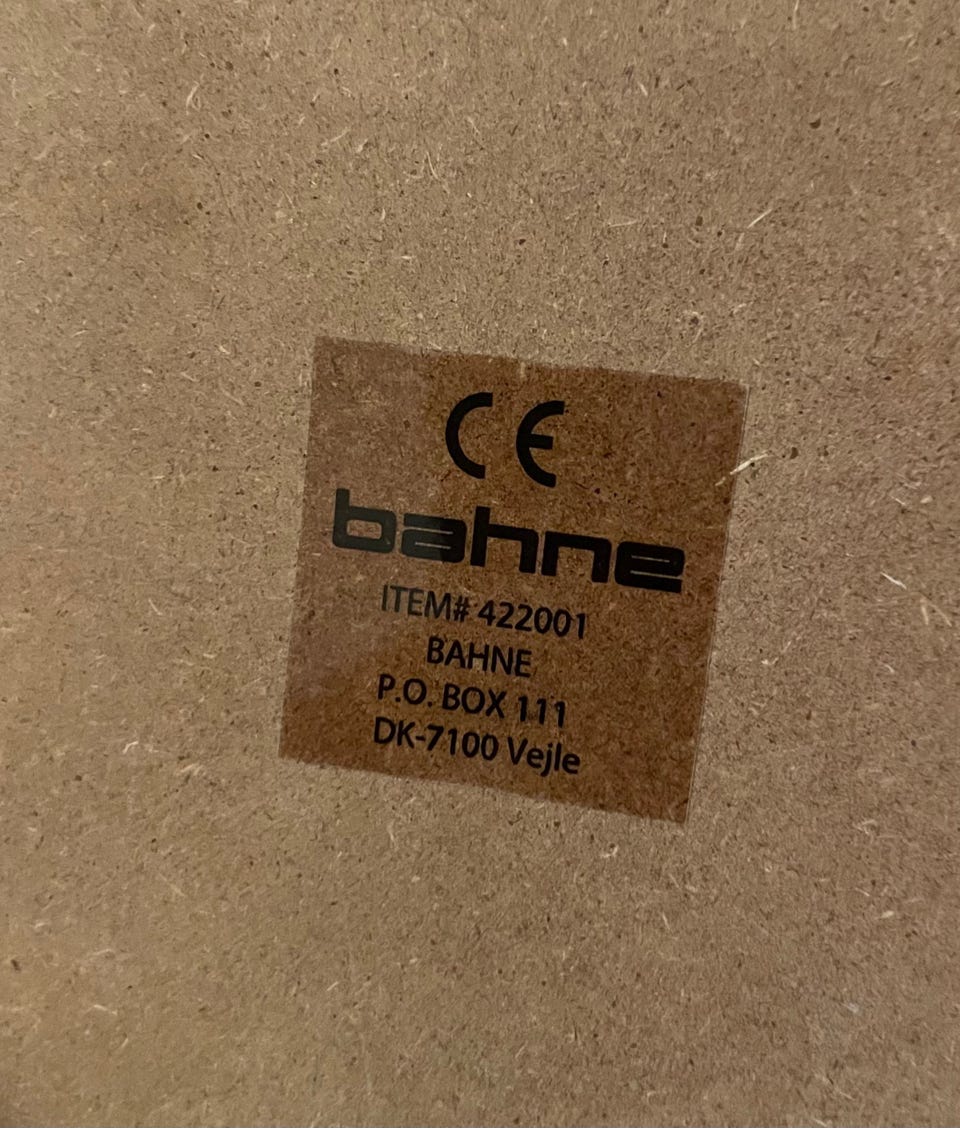 CE
bahne
ITEM# 422001
BAHNE
P.O. BOX 111
DK-7100 Vejle